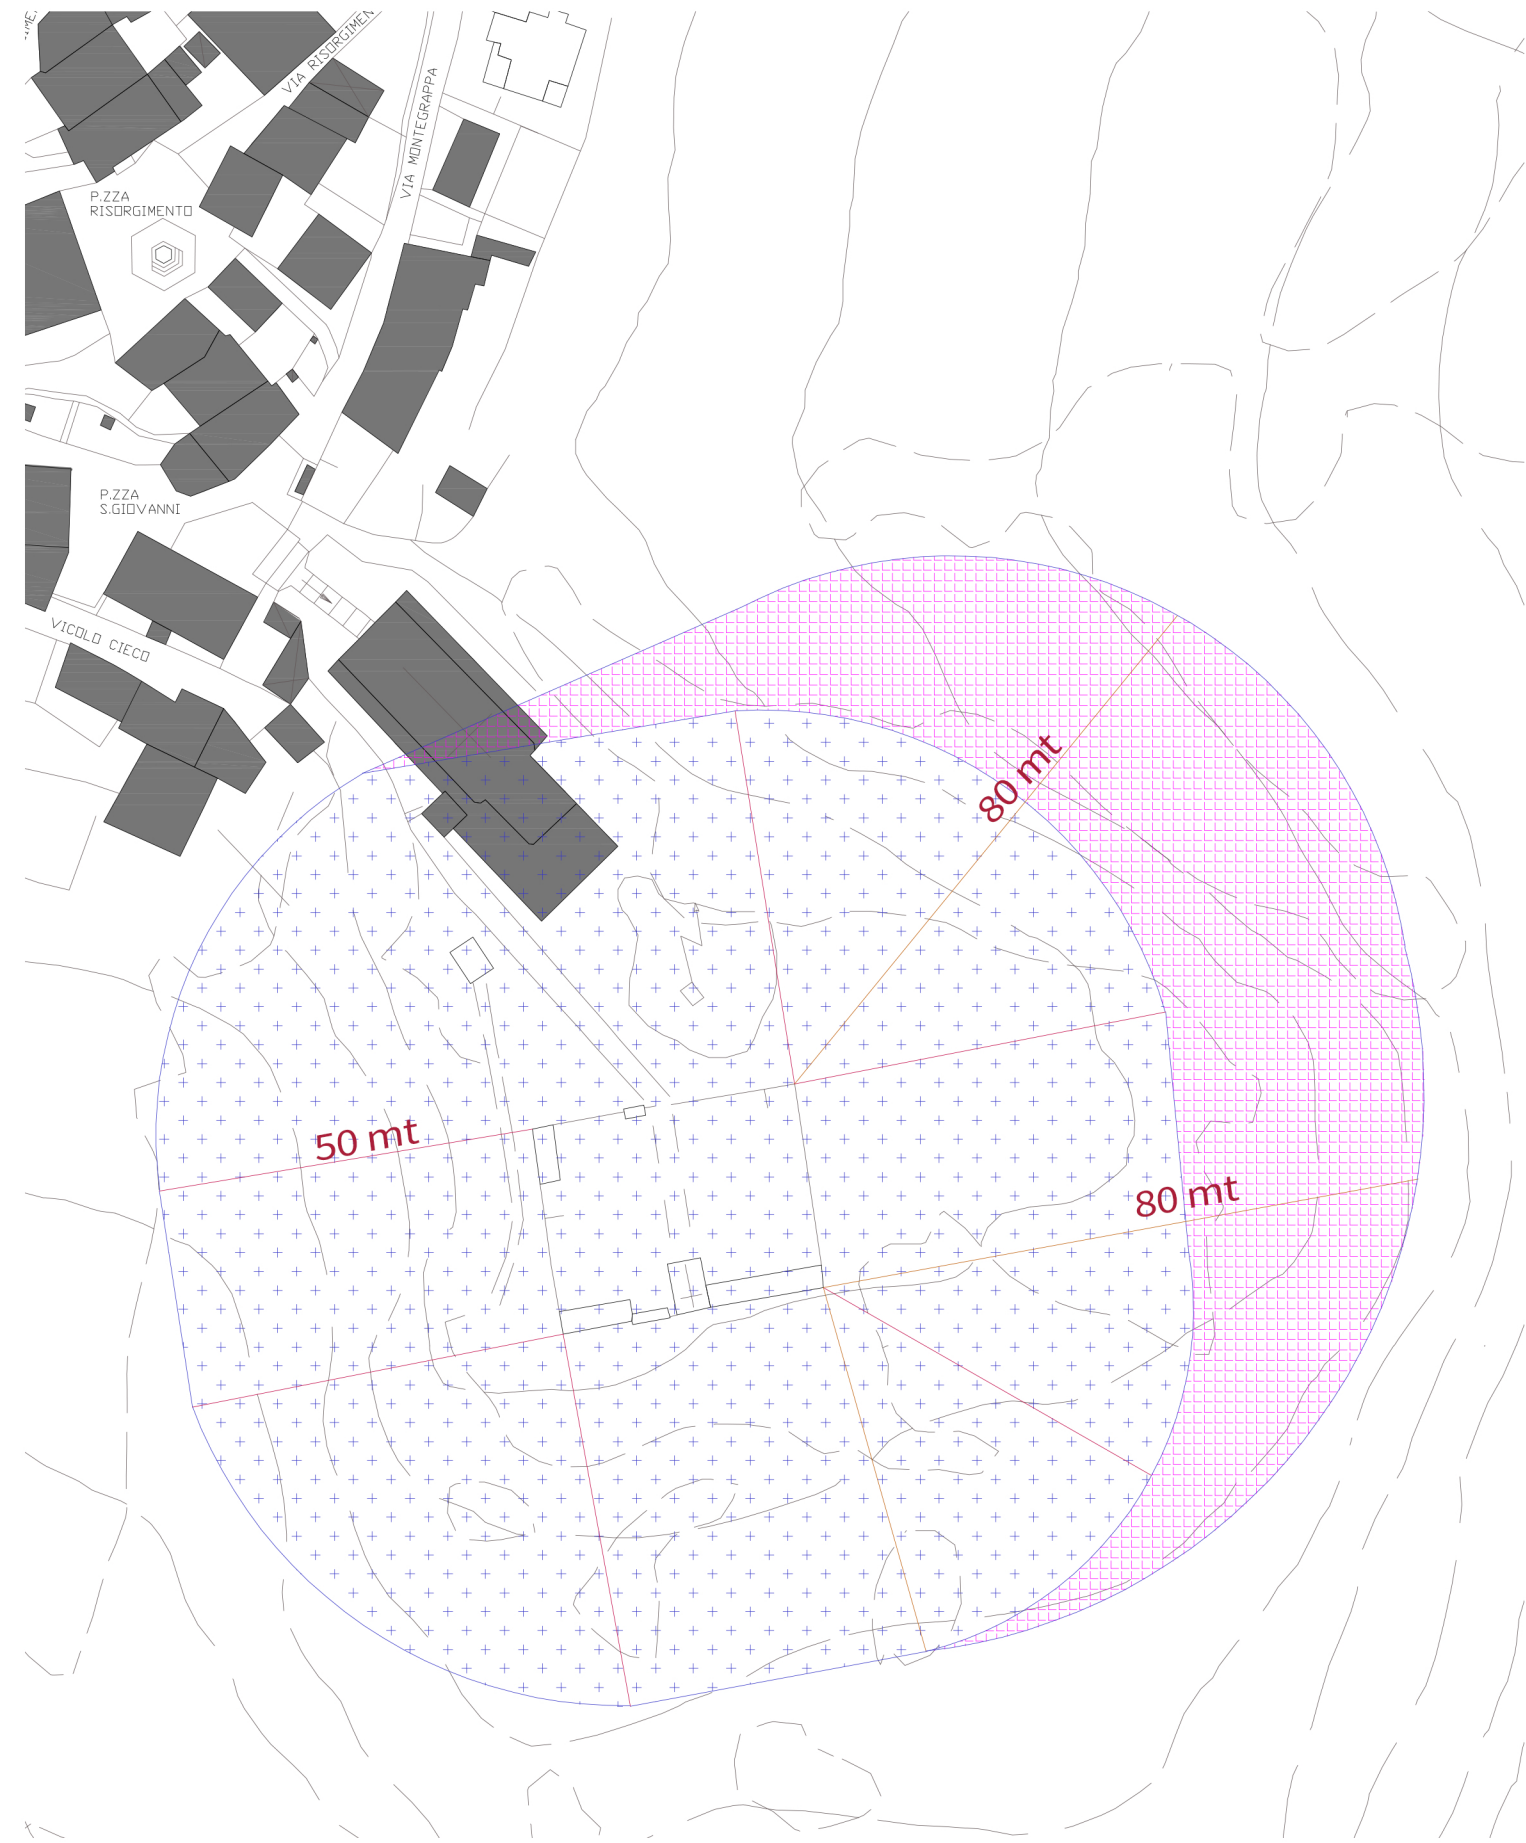 VIA RISORGIMEN
VIA MONTEGRAPPA
P.ZZA
RISORGIMENTO
P.ZZA
S.GIOVANNI
VICOLO CIECO
80 mt
50 mt
80 mt